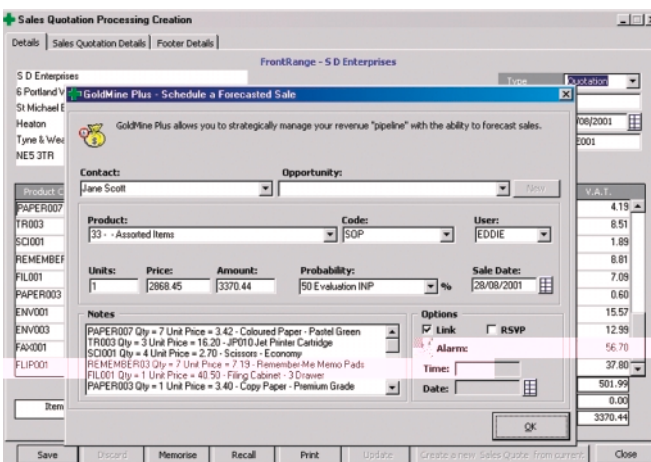 Sales Quotation Processing Creation
Details Sales Quotation Details Footer Details
FrontRange - S D Enterprises
S D Enterprises
6 Portland V
St Michael
Heaton
Tyne & Wea
NE5 3TR
Type Quotation
/08/2001
E001
GoldMine Plus - Schedule a Forecasted Sale
GoldMine Plus allows you to strategically manage your revenue "pipeline" with the ability to forecast sales.
Contact: Opportunity:
Jane Scott New
Product: Code: User:
33 - - Assorted Items SOP EDDIE
Units: Price: Amount: Probability: Sale Date:
1 2868.45 3370.44 50 Evaluation INP % 28/08/2001
Notes
PAPER007 Qty = 7 Unit Price = 3.42 - Coloured Paper - Pastel Green
TR003 Qty = 3 Unit Price = 16.20 - JP010 Jet Printer Cartridge
SCI001 Qty = 4 Unit Price = 2.70 - Scissors - Economy
REMEMBER03 Qty = 7 Unit Price = 7.19 - Remember-Me Memo Pads
FIL001 Qty = 1 Unit Price = 40.50 - Filing Cabinet - 3 Drawer
PAPER003 Qty = 1 Unit Price = 3.40 - Copy Paper - Premium Grade
Options
Link RSVP
Alarm:
Time:
Date:
OK
Product C V.A.T.
PAPER007 4.19
TR003 8.51
SCI001 1.89
REMEMBER 8.81
FIL001 7.09
PAPER003 0.60
ENV001 15.57
ENV003 12.99
FAX001 56.70
FLIP001 37.80
501.99
Item 0.00
3370.44
Save Discard Memorise Recall Print Update Create a new Sales Quote from current Close